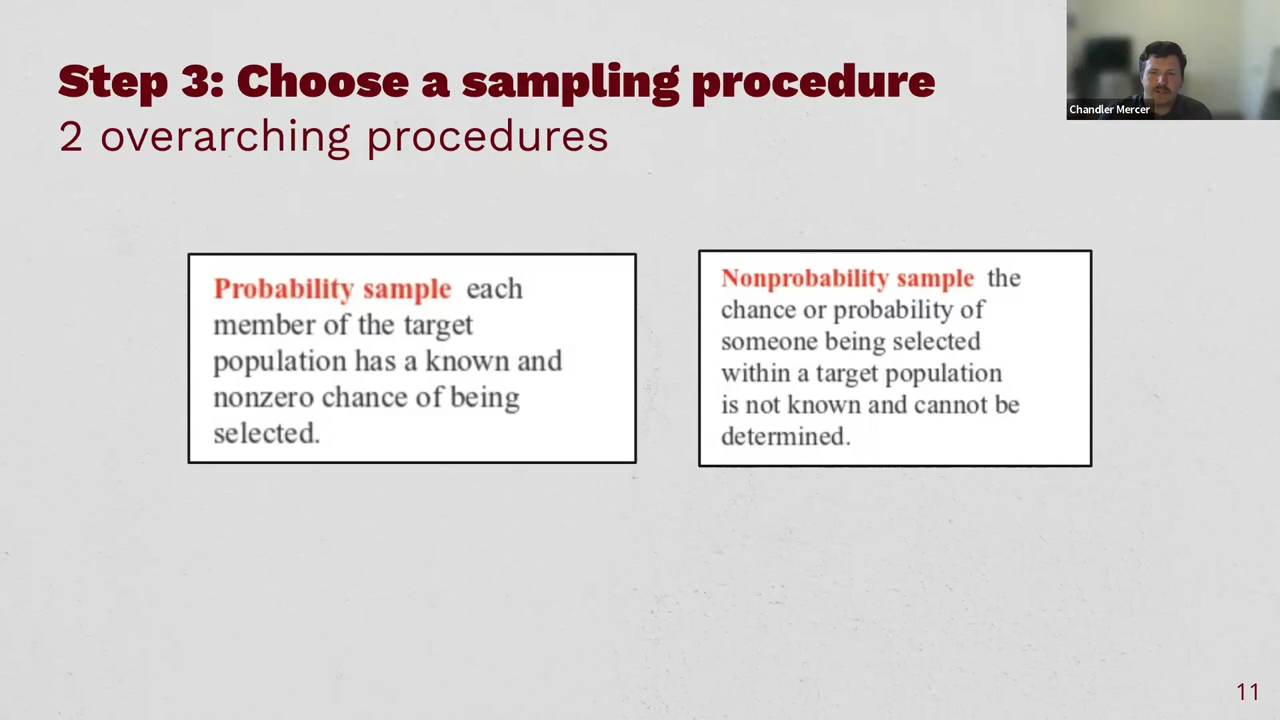 Step 3: Choose a sampling procedure
2 overarching procedures
Chandler Mercer
Probability sample each
member of the target
population has a known and
nonzero chance of being
selected.
Nonprobability sample the
chance or probability of
someone being selected
within a target population
is not known and cannot be
determined.
11